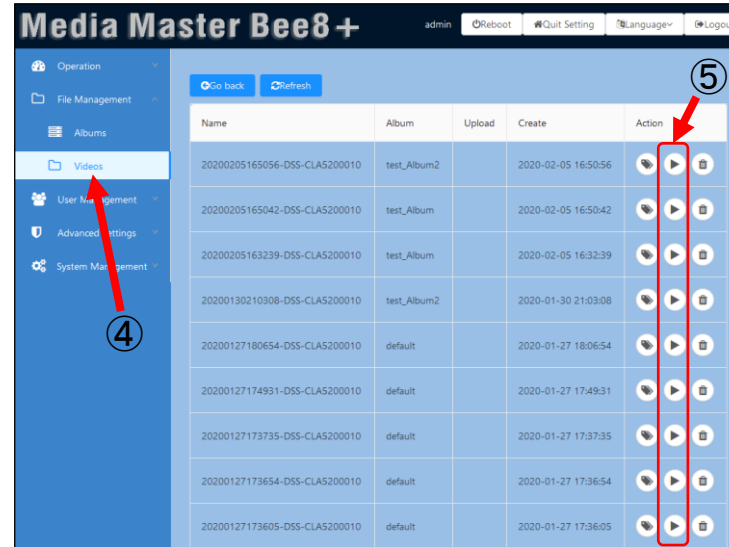 Media Master Bee8+
admin
Reboot
Quit Setting
Language
Logou
Operation
File Management
Albums
Videos
User Management
Advanced Settings
System Management
④
Go back
Refresh
⑤
Name Album Upload Create Action
20200205165056-DSS-CLA5200010 test_Album2 2020-02-05 16:50:56
20200205165042-DSS-CLA5200010 test_Album 2020-02-05 16:50:42
20200205163239-DSS-CLA5200010 test_Album 2020-02-05 16:32:39
20200130210308-DSS-CLA5200010 test_Album2 2020-01-30 21:03:08
20200127180654-DSS-CLA5200010 default 2020-01-27 18:06:54
20200127174931-DSS-CLA5200010 default 2020-01-27 17:49:31
20200127173735-DSS-CLA5200010 default 2020-01-27 17:37:35
20200127173654-DSS-CLA5200010 default 2020-01-27 17:36:54
20200127173605-DSS-CLA5200010 default 2020-01-27 17:36:05